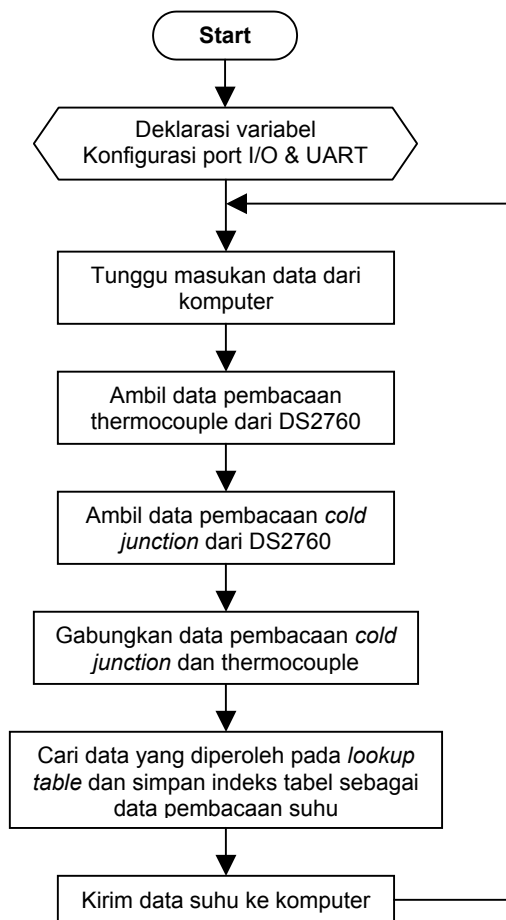 Start
Deklarasi variabel
Konfigurasi port I/O & UART
Tunggu masukan data dari
komputer
Ambil data pembacaan
thermocouple dari DS2760
Ambil data pembacaan cold
junction dari DS2760
Gabungkan data pembacaan cold
junction dan thermocouple
Cari data yang diperoleh pada lookup
table dan simpan indeks tabel sebagai
data pembacaan suhu
Kirim data suhu ke komputer